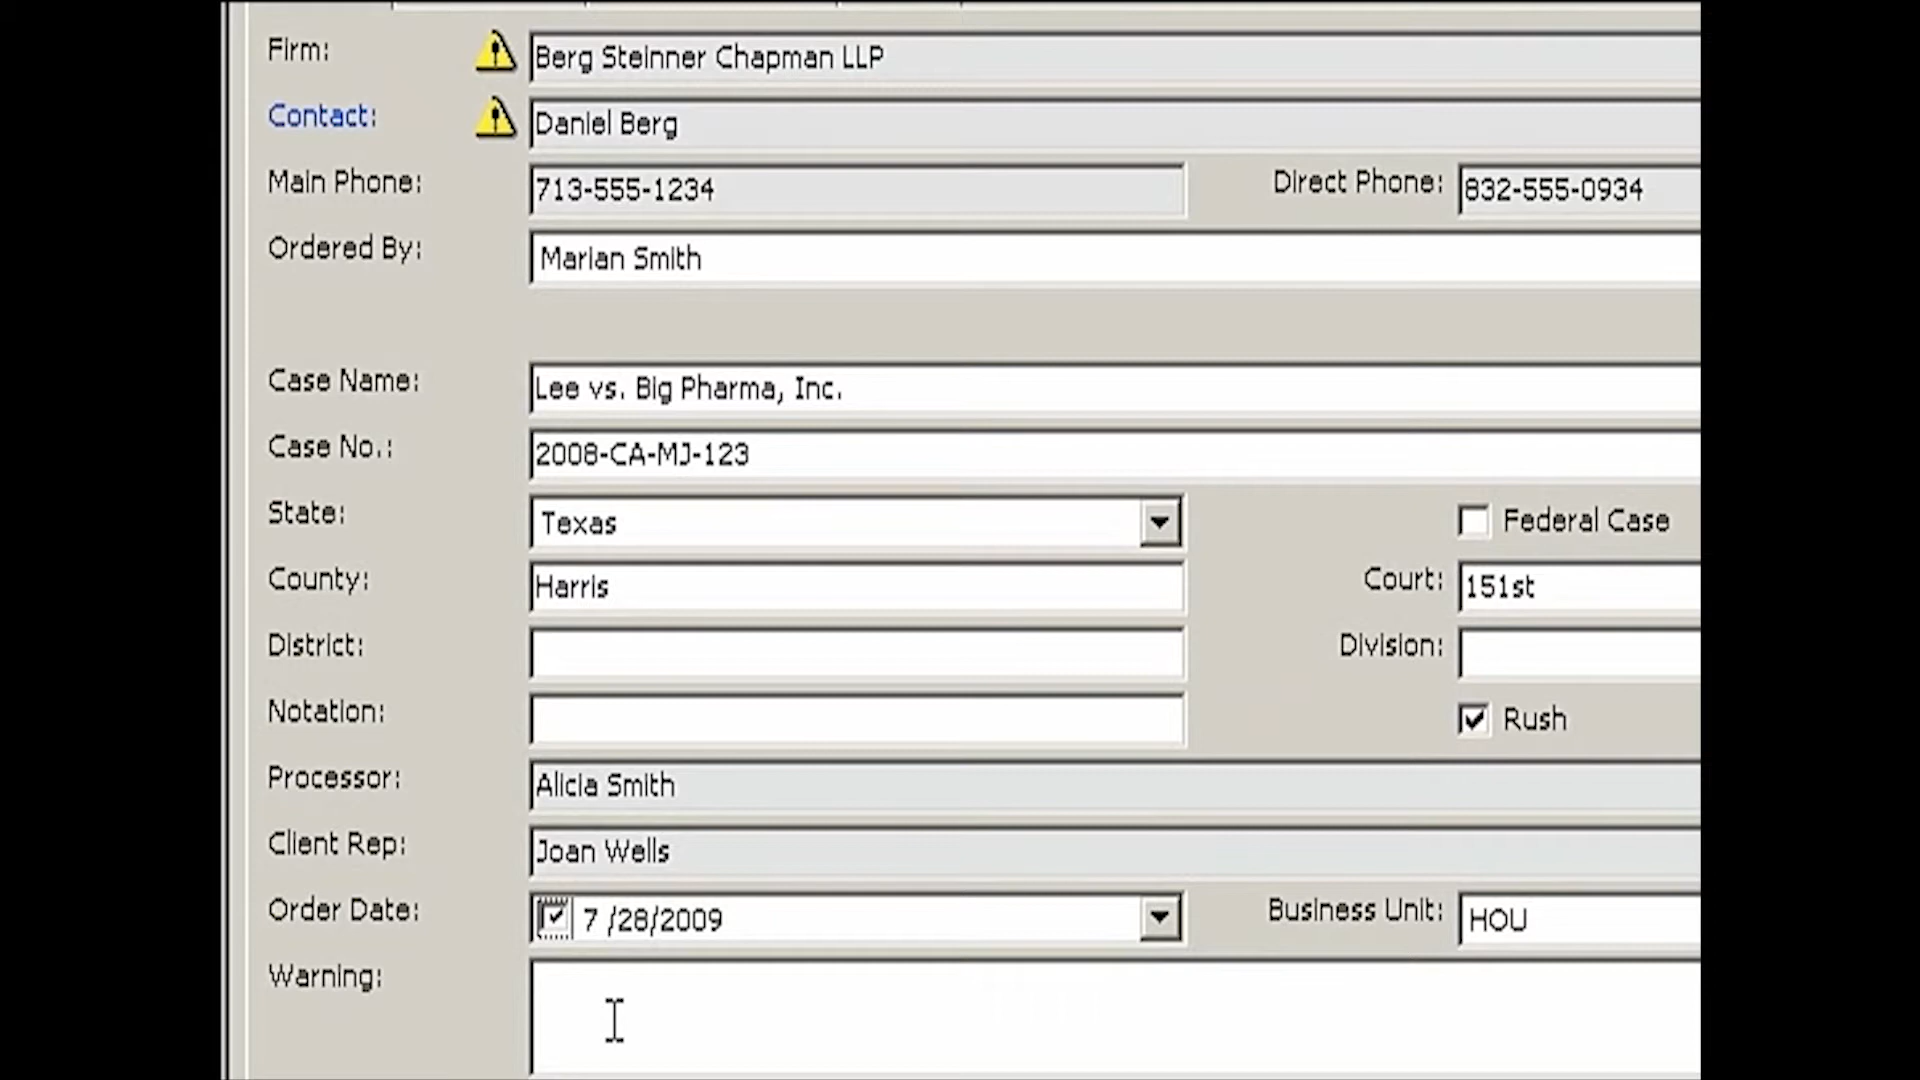 Firm: Berg Steinner Chapman LLP
Contact: Daniel Berg
Main Phone: 713-555-1234 Direct Phone: 832-555-0934
Ordered By: Marian Smith
Case Name: Lee vs. Big Pharma, Inc.
Case No.: 2008-CA-MJ-123
State: Texas Federal Case
County: Harris Court: 151st
District: Division:
Notation: Rush
Processor: Alicia Smith
Client Rep: Joan Wells
Order Date: 7 /28/2009 Business Unit: HOU
Warning: